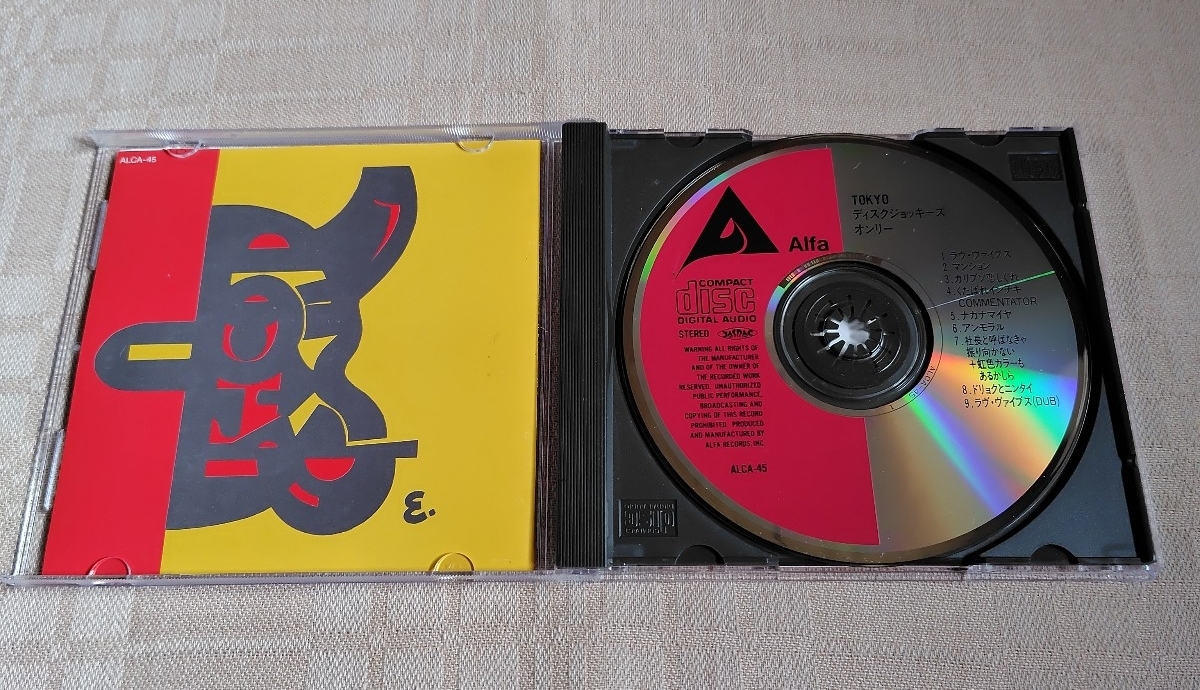 ALCA-45
ε.
Alfa
COMPACT
disc
DIGITAL AUDIO
STEREO
WARNING ALL RIGHTS OF
THE MANUFACTURER
AND OF THE OWNER OF
THE RECORDED WORK
RESERVED. UNAUTHORIZED
PUBLIC PERFORMANCE,
BROADCASTING AND
COPYING OF THIS RECORD
PROHIBITED. PRODUCED
AND MANUFACTURED BY
ALFA RECORDS, INC.
ALCA-45
TOKYO
ディスクジョッキーズ
オンリー
1.ラヴ・ヴァイヴス
2.マンション
3.カリブン恋しぐれ
4.くたばれインチキ
COMMENTATOR
5.ナカナマイヤ
6.アンモラル
7.社長と呼ばなきゃ
振り向かない
+虹色カラーも
あるかしら
8.ドリョクとニンタイ
9.ラヴ・ヴァイブス(DUB)